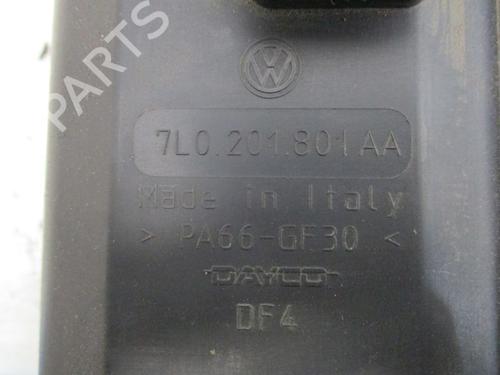 B-PARTS
7L0.201.801 AA
Made in Italy
> PA66-GF30 <
DAYCO
DF4